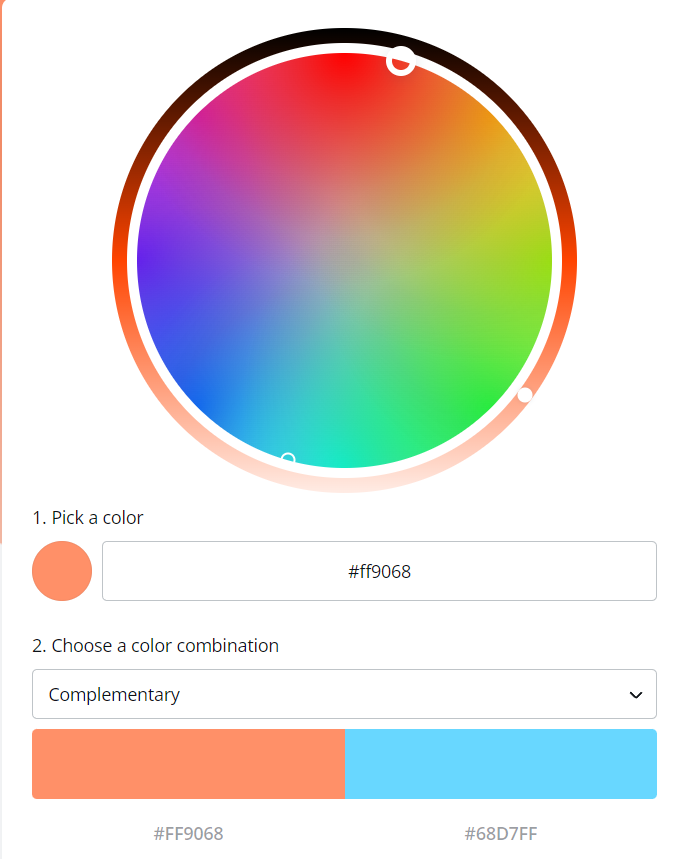 1. Pick a color
#ff9068
2. Choose a color combination
Complementary
#FF9068 #68D7FF